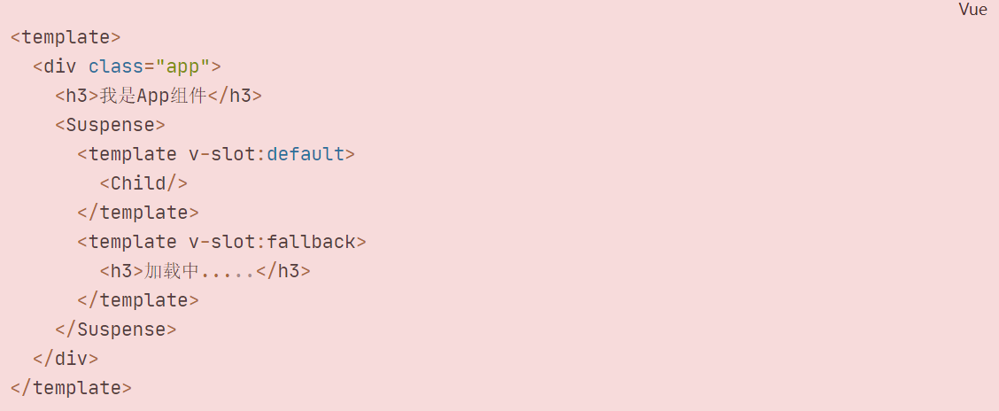 Vue
<template>
  <div class="app">
    <h3>我是App组件</h3>
    <Suspense>
      <template v-slot:default>
        <Child/>
      </template>
      <template v-slot:fallback>
        <h3>加载中.....</h3>
      </template>
    </Suspense>
  </div>
</template>